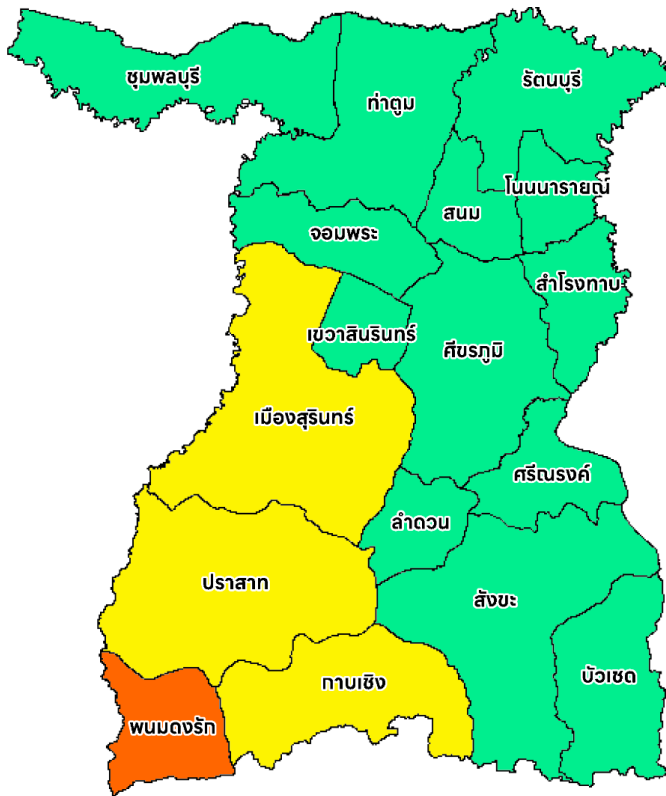 ชุมพลบุรี
รัตนบุรี
ท่าตูม
โนนนารายณ์
สนม
จอมพระ
สำโรงทาบ
เขวาสินรินทร์
ศีขรภูมิ
เมืองสุรินทร์
ศรีณรงค์
ลำดวน
ปราสาท
สังขะ
บัวเชด
กาบเชิง
พนมดงรัก